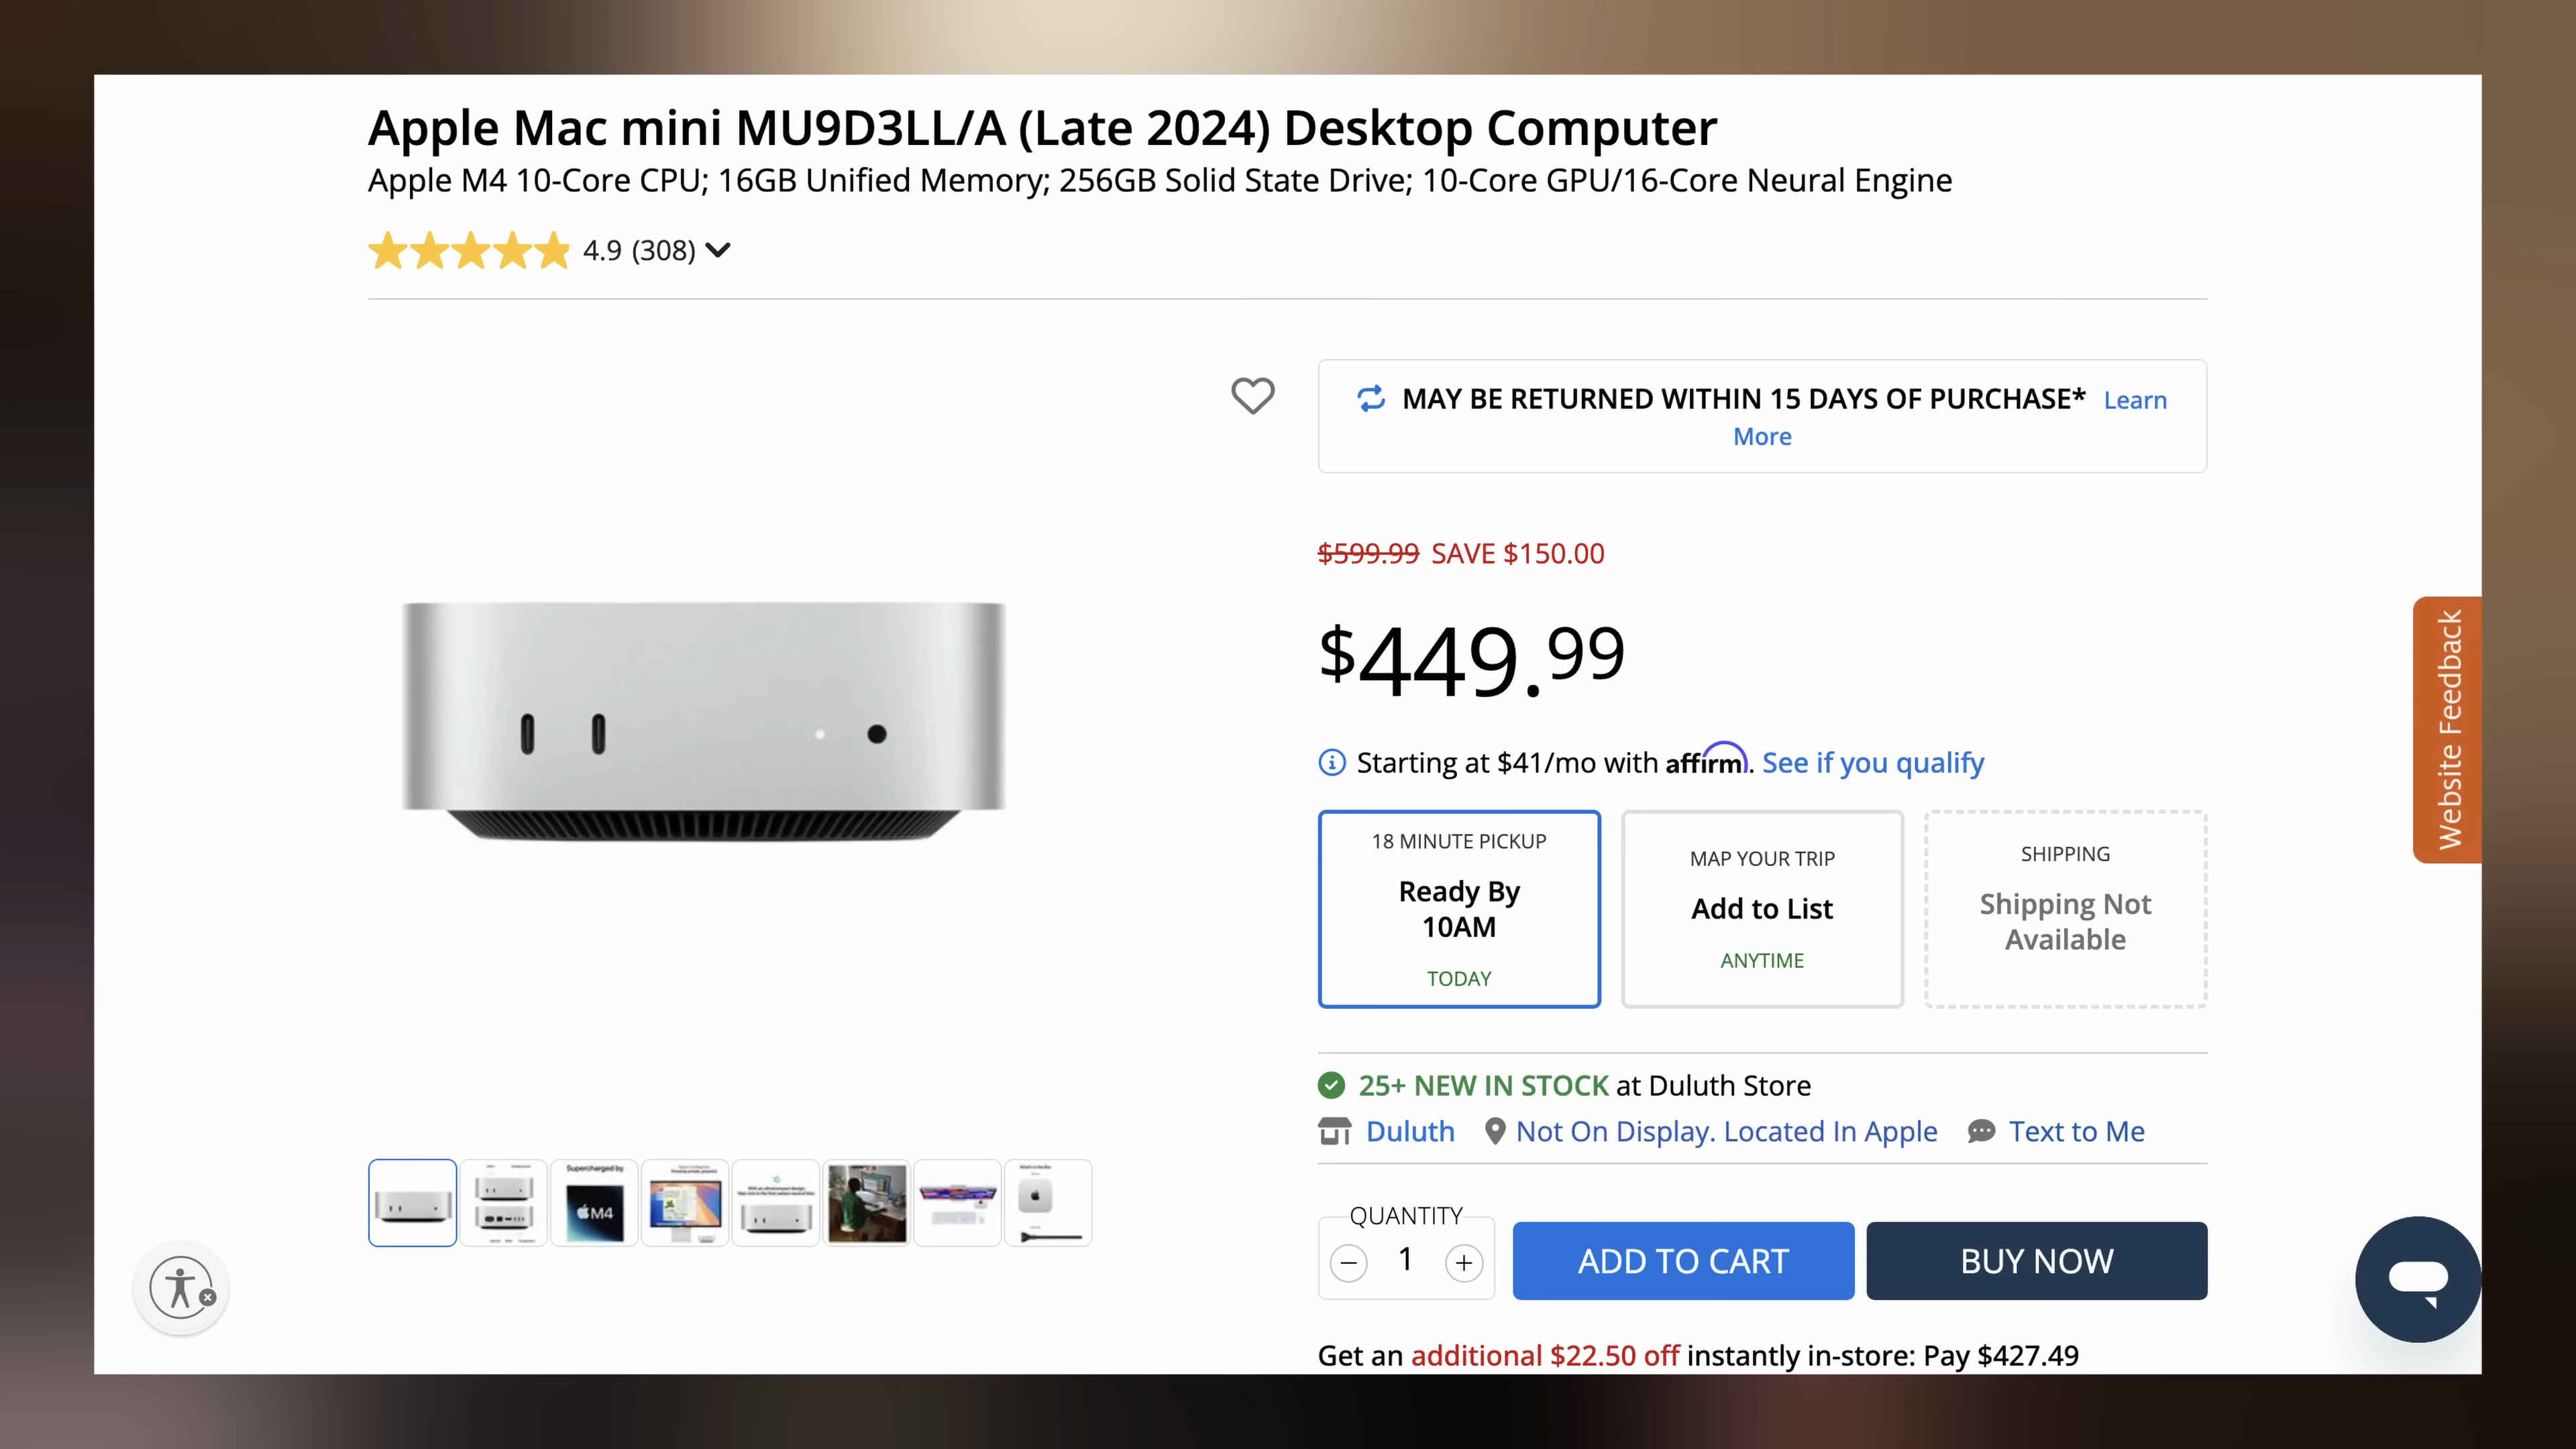 Apple Mac mini MU9D3LL/A (Late 2024) Desktop Computer
Apple M4 10-Core CPU; 16GB Unified Memory; 256GB Solid State Drive; 10-Core GPU/16-Core Neural Engine
4.9 (308)
MAY BE RETURNED WITHIN 15 DAYS OF PURCHASE* Learn
More
$599.99 SAVE $150.00
$449.99
Starting at $41/mo with affirm. See if you qualify
18 MINUTE PICKUP
Ready By
10AM
TODAY
MAP YOUR TRIP
Add to List
ANYTIME
SHIPPING
Shipping Not
Available
Website Feedback
25+ NEW IN STOCK at Duluth Store
Duluth Not On Display. Located In Apple Text to Me
Supercharged by
M4
QUANTITY
1
ADD TO CART
BUY NOW
Get an additional $22.50 off instantly in-store: Pay $427.49